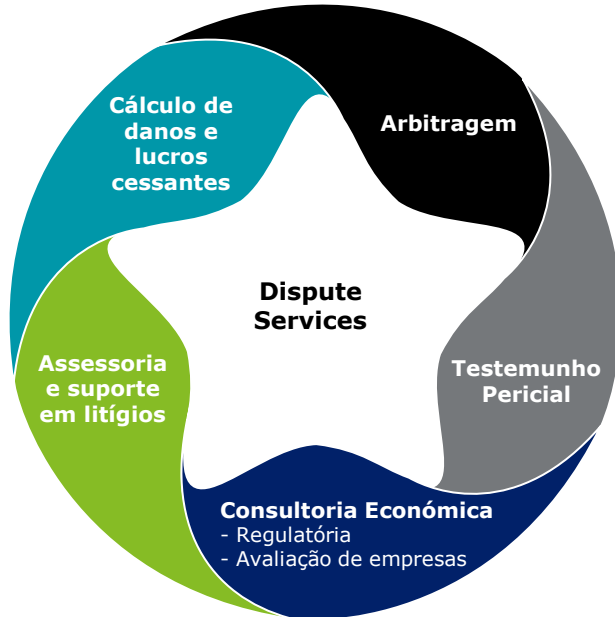 Cálculo de
danos e
lucros
cessantes
Arbitragem
Dispute
Services
Assessoria
e suporte
em litígios
Testemunho
Pericial
Consultoria Económica
- Regulatória
- Avaliação de empresas